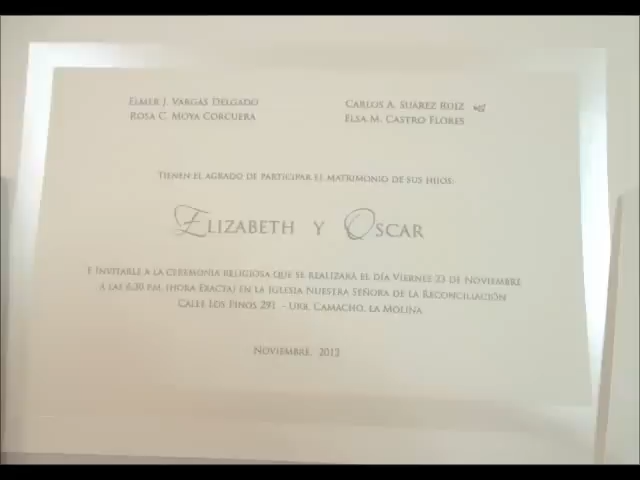 Elmer J. Vargas Delgado
Rosa C. Moya Corcuera
Carlos A. Suárez Ruiz
Elsa M. Castro Flores
Tienen el agrado de participar el matrimonio de sus hijos:
Elizabeth y Oscar
E Invitarle a la ceremonia religiosa que se realizará el día Viernes 23 de Noviembre
a las 6.30 pm. (hora exacta) en la Iglesia Nuestra Señora de la Reconciliación
Calle Los Pinos 291 - Urb. Camacho, La Molina
Noviembre, 2012